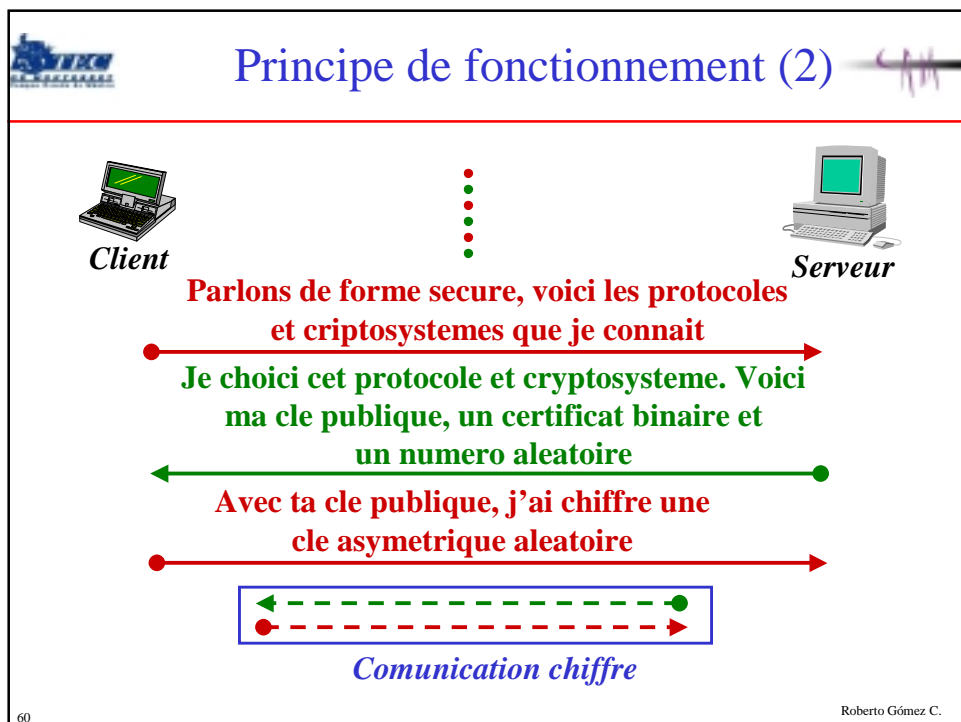 Principe de fonctionnement (2)
Client
Serveur
Parlons de forme secure, voici les protocoles
et criptosystemes que je connait
Je choici cet protocole et cryptosysteme. Voici
ma cle publique, un certificat binaire et
un numero aleatoire
Avec ta cle publique, j’ai chiffre une
cle asymetrique aleatoire
Comunication chiffre
60
Roberto Gómez C.